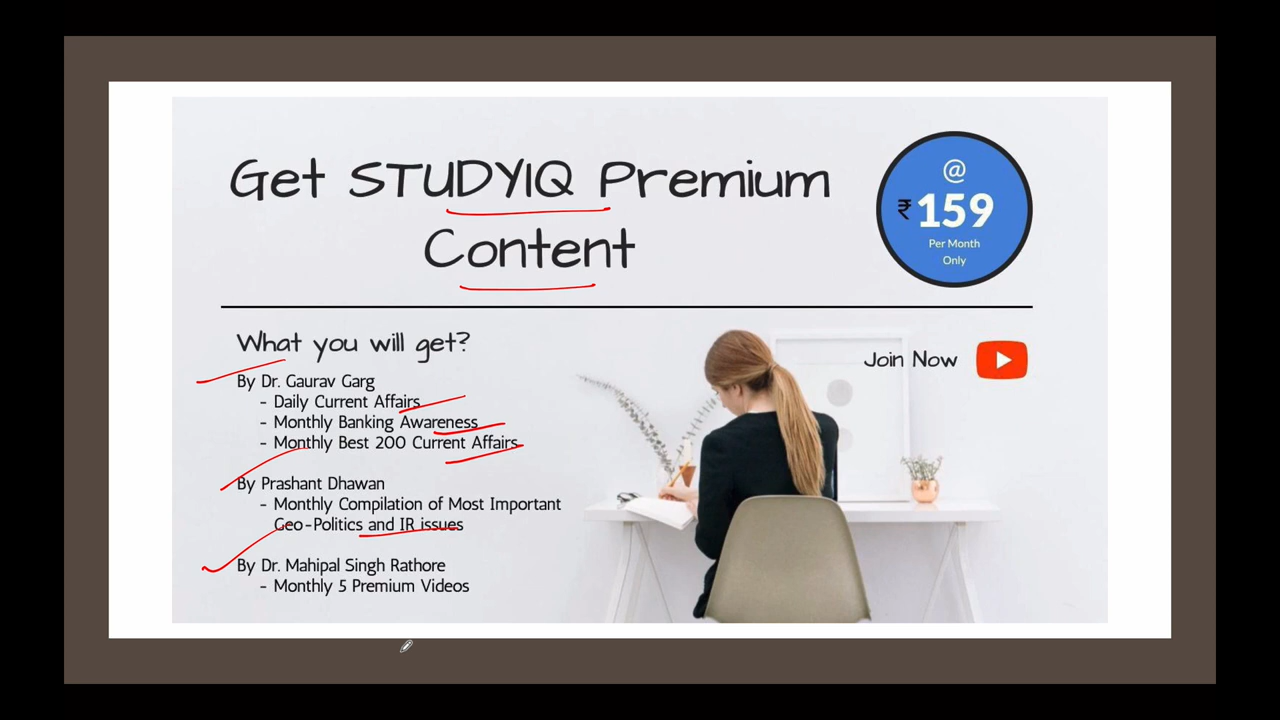 Get STUDYIQ Premium
Content
@
₹159
Per Month
Only
What you will get?
Join Now
By Dr. Gaurav Garg
- Daily Current Affairs
- Monthly Banking Awareness
- Monthly Best 200 Current Affairs
By Prashant Dhawan
- Monthly Compilation of Most Important
Geo-Politics and IR issues
By Dr. Mahipal Singh Rathore
- Monthly 5 Premium Videos